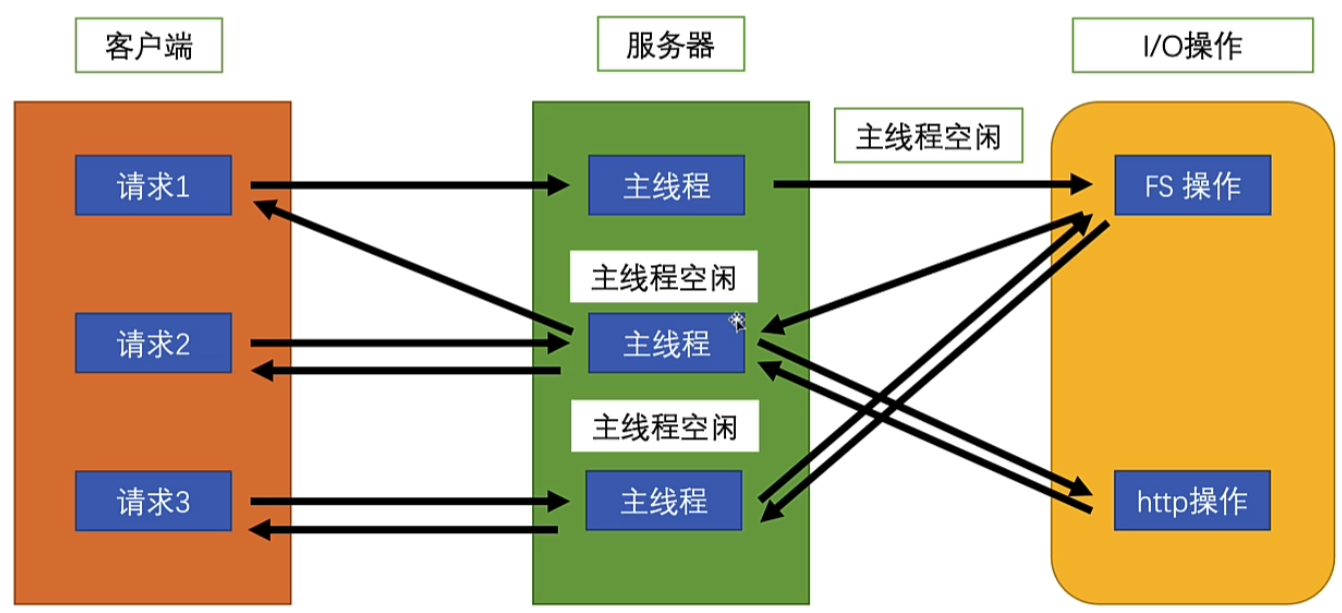 客户端
服务器
I/O操作
主线程空闲
请求1
主线程
FS 操作
主线程空闲
请求2
主线程
主线程空闲
请求3
主线程
http操作